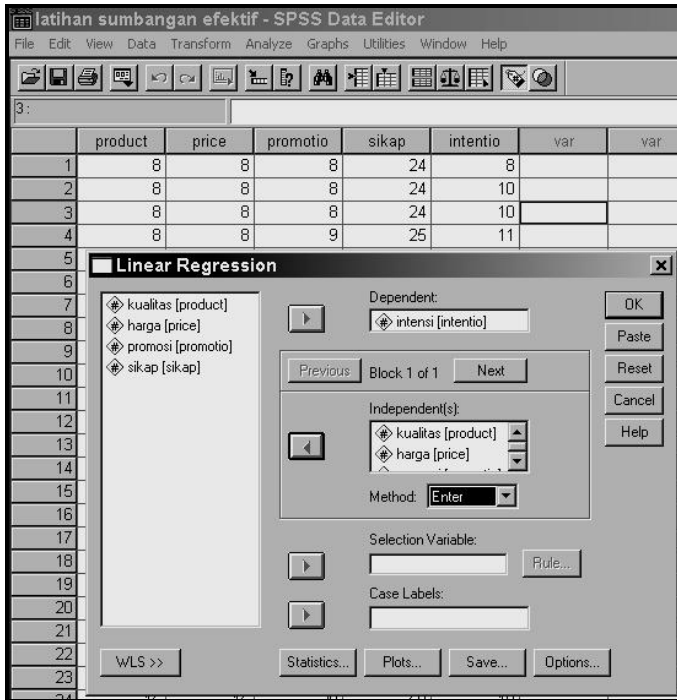 latihan sumbangan efektif - SPSS Data Editor
File Edit View Data Transform Analyze Graphs Utilities Window Help
3 :
product price promotio sikap intentio var var
1 8 8 8 24 8
2 8 8 8 24 10
3 8 8 8 24 10
4 8 8 9 25 11
5
6
7
8
9
10
11
12
13
14
15
16
17
18
19
20
21
22
23
Linear Regression
kualitas [product]
harga [price]
promosi [promotio]
sikap [sikap]
Dependent:
intensi [intentio]
Previous Block 1 of 1 Next
Independent(s):
kualitas [product]
harga [price]
Method: Enter
Selection Variable:
Rule...
Case Labels:
WLS >> Statistics... Plots... Save... Options...
OK
Paste
Reset
Cancel
Help